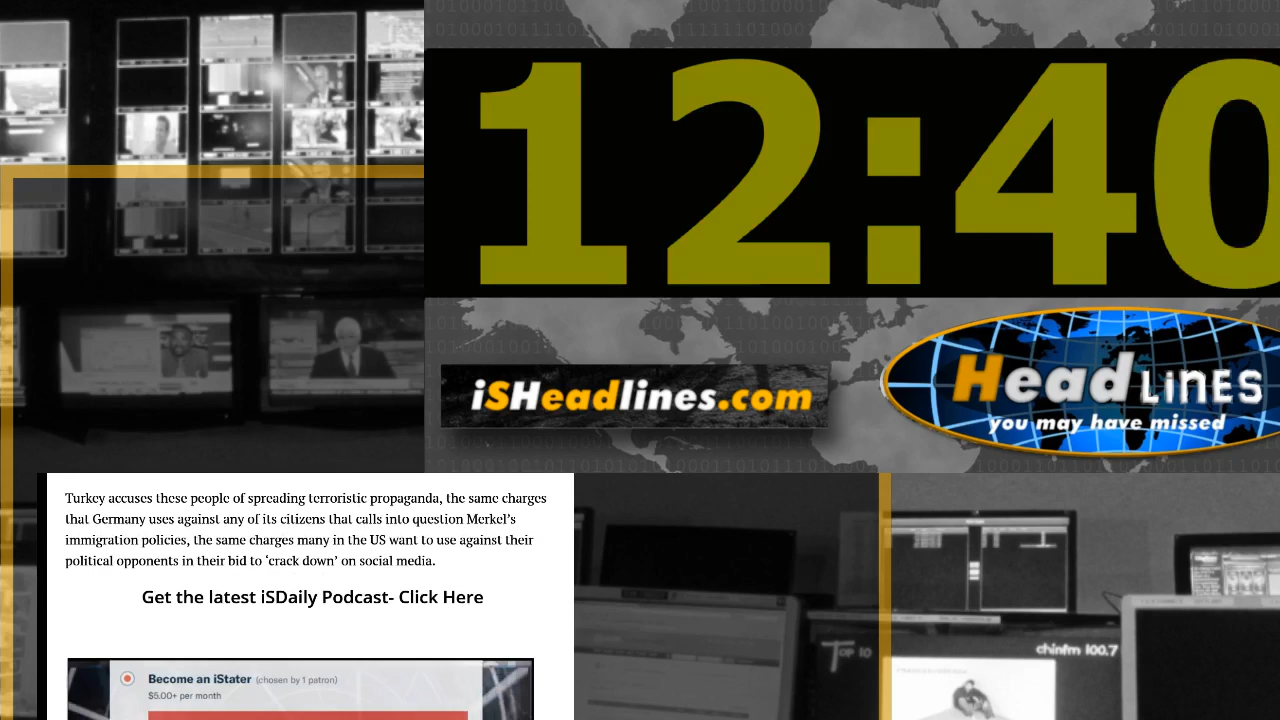 12:40
iSHeadlines.com
HeadLINES
you may have missed
Turkey accuses these people of spreading terroristic propaganda, the same charges
that Germany uses against any of its citizens that calls into question Merkel's
immigration policies, the same charges many in the US want to use against their
political opponents in their bid to 'crack down' on social media.
Get the latest iSDaily Podcast- Click Here
Become an iStater (chosen by 1 patron)
$5.00+ per month
Top 10
chinfm 100.7